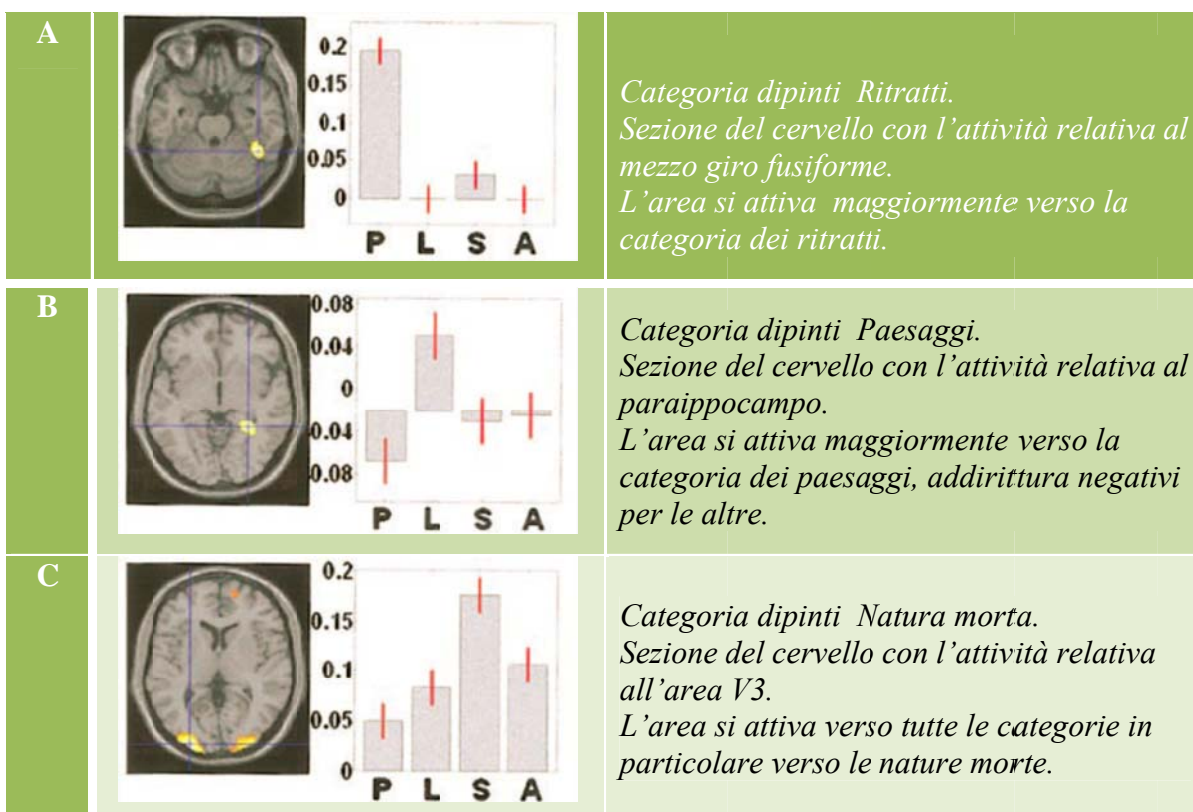 A
0.2
0.15
0.1
0.05
0
P L S A
Categoria dipinti Ritratti.
Sezione del cervello con l'attività relativa al
mezzo giro fusiforme.
L'area si attiva maggiormente verso la
categoria dei ritratti.
B
0.08
0.04
0
0.04
0.08
P L S A
Categoria dipinti Paesaggi.
Sezione del cervello con l'attività relativa al
paraippocampo.
L'area si attiva maggiormente verso la
categoria dei paesaggi, addirittura negativi
per le altre.
C
0.2
0.15
0.1
0.05
0
P L S A
Categoria dipinti Natura morta.
Sezione del cervello con l'attività relativa
all'area V3.
L'area si attiva verso tutte le categorie in
particolare verso le nature morte.